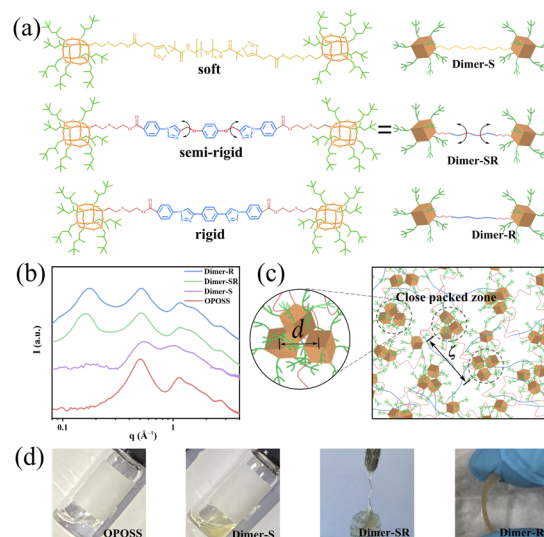 (a)
soft
Dimer-S
semi-rigid
=
Dimer-SR
rigid
Dimer-R
(b)
Dimer-R
Dimer-SR
Dimer-S
OPOSS
I (a.u.)
0.1
1
q (Å⁻¹)
(c)
d
Close packed zone
ζ
(d)
OPOSS
Dimer-S
Dimer-SR
Dimer-R